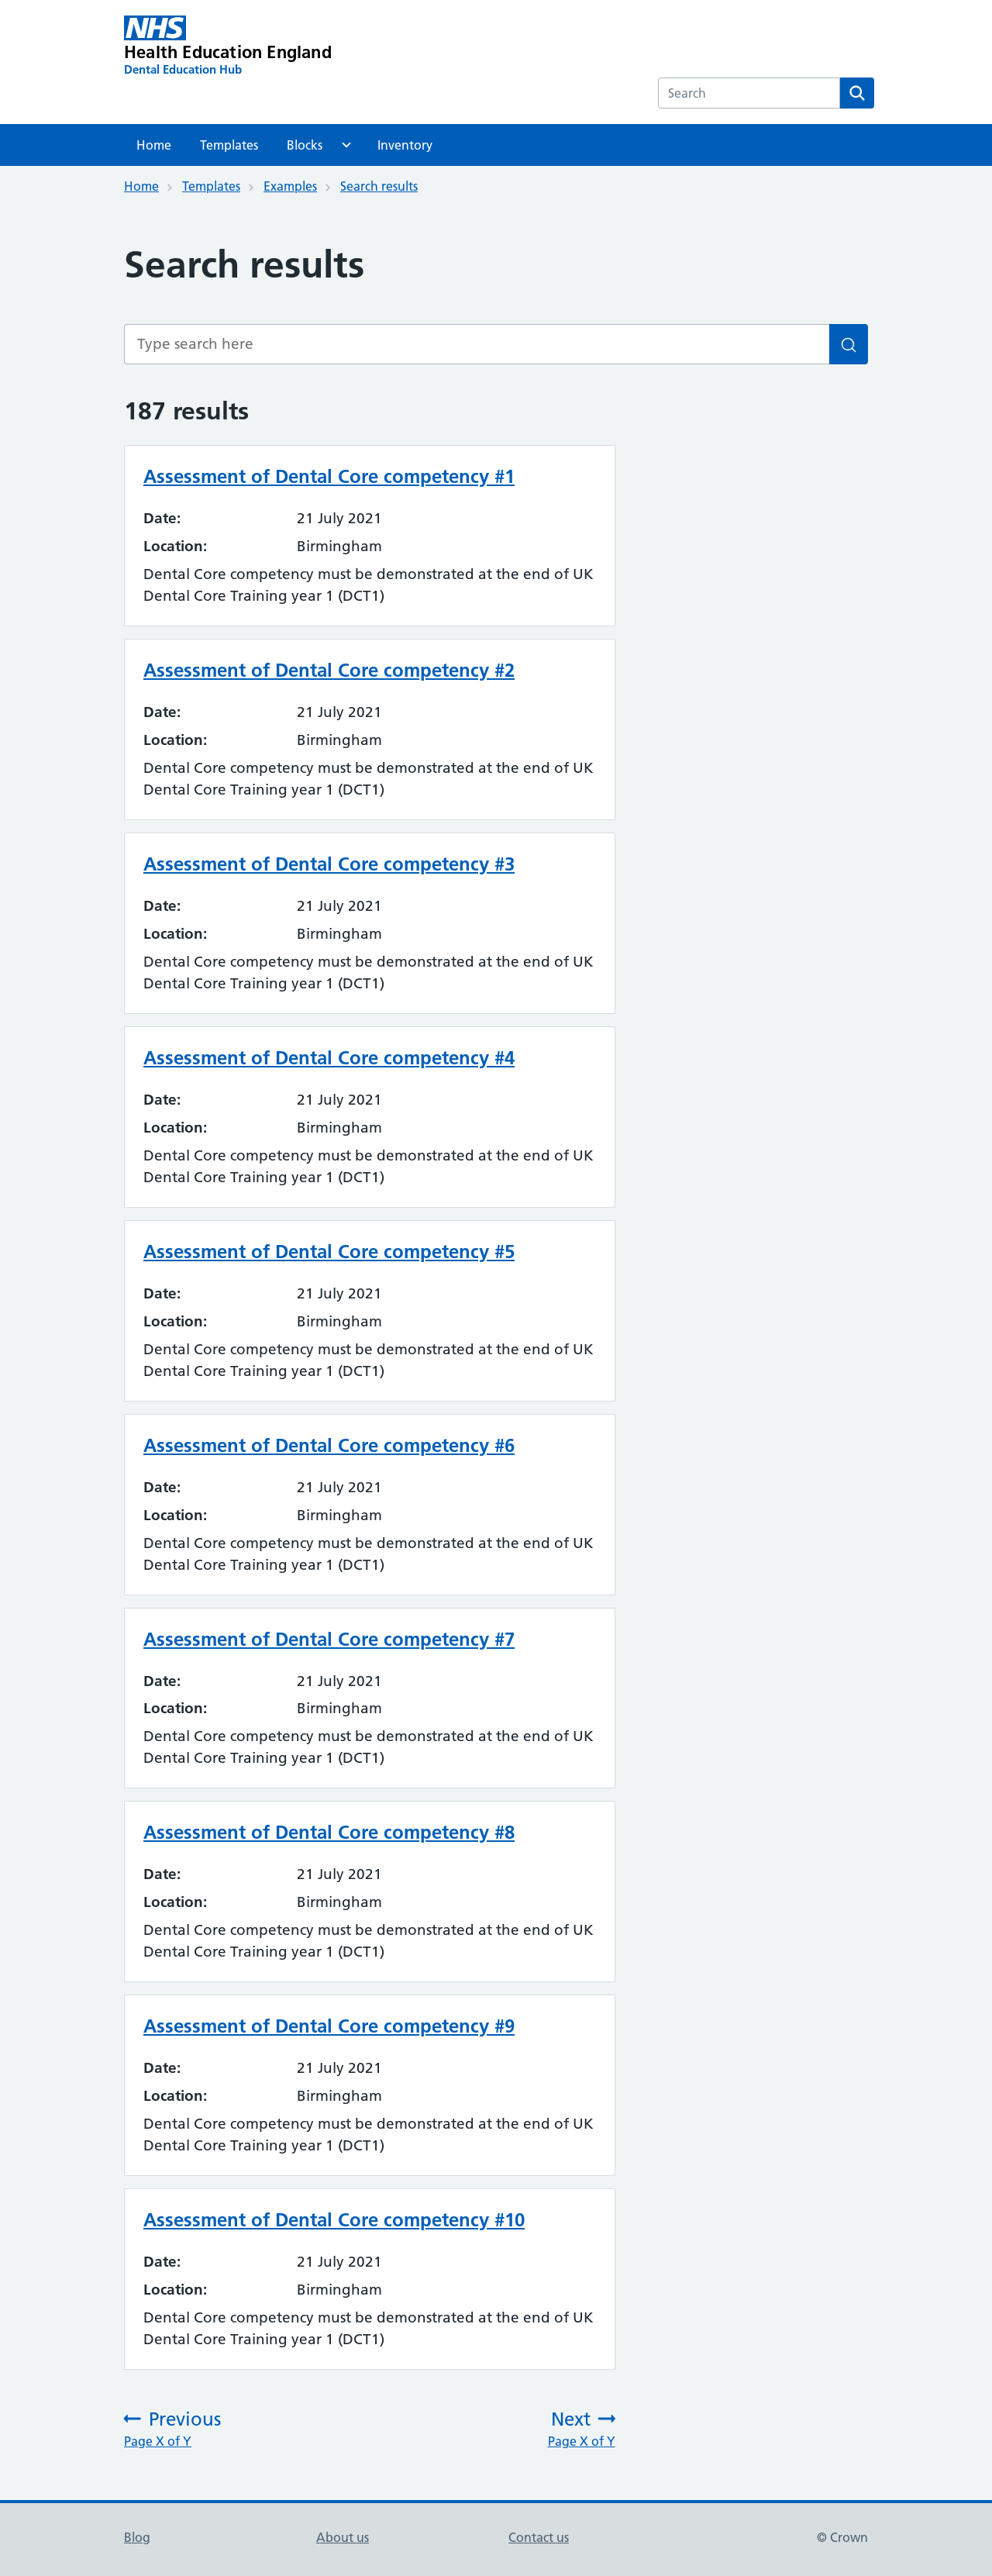 NHS
Health Education England
Dental Education Hub
Search
Home Templates Blocks Inventory
Home Templates Examples Search results
Search results
Type search here
187 results
Assessment of Dental Core competency #1
Date: 21 July 2021
Location: Birmingham
Dental Core competency must be demonstrated at the end of UK
Dental Core Training year 1 (DCT1)
Assessment of Dental Core competency #2
Date: 21 July 2021
Location: Birmingham
Dental Core competency must be demonstrated at the end of UK
Dental Core Training year 1 (DCT1)
Assessment of Dental Core competency #3
Date: 21 July 2021
Location: Birmingham
Dental Core competency must be demonstrated at the end of UK
Dental Core Training year 1 (DCT1)
Assessment of Dental Core competency #4
Date: 21 July 2021
Location: Birmingham
Dental Core competency must be demonstrated at the end of UK
Dental Core Training year 1 (DCT1)
Assessment of Dental Core competency #5
Date: 21 July 2021
Location: Birmingham
Dental Core competency must be demonstrated at the end of UK
Dental Core Training year 1 (DCT1)
Assessment of Dental Core competency #6
Date: 21 July 2021
Location: Birmingham
Dental Core competency must be demonstrated at the end of UK
Dental Core Training year 1 (DCT1)
Assessment of Dental Core competency #7
Date: 21 July 2021
Location: Birmingham
Dental Core competency must be demonstrated at the end of UK
Dental Core Training year 1 (DCT1)
Assessment of Dental Core competency #8
Date: 21 July 2021
Location: Birmingham
Dental Core competency must be demonstrated at the end of UK
Dental Core Training year 1 (DCT1)
Assessment of Dental Core competency #9
Date: 21 July 2021
Location: Birmingham
Dental Core competency must be demonstrated at the end of UK
Dental Core Training year 1 (DCT1)
Assessment of Dental Core competency #10
Date: 21 July 2021
Location: Birmingham
Dental Core competency must be demonstrated at the end of UK
Dental Core Training year 1 (DCT1)
Previous Next
Page X of Y Page X of Y
Blog About us Contact us © Crown